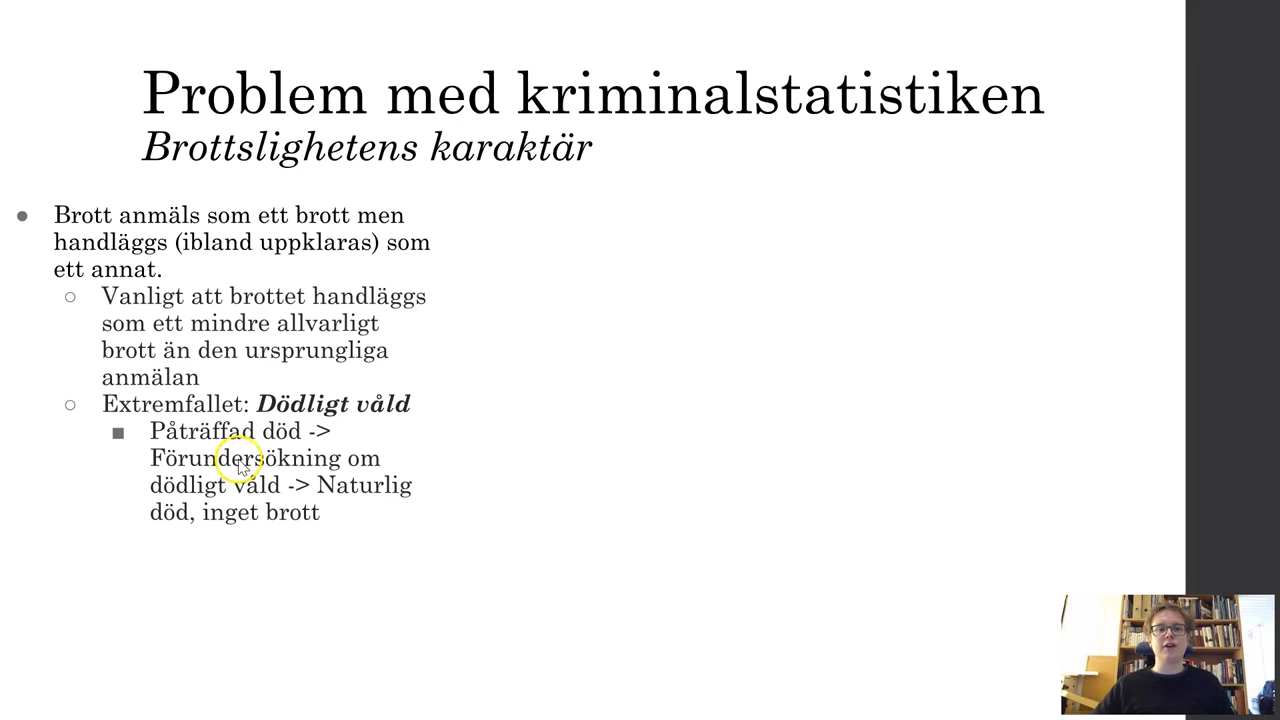 Problem med kriminalstatistiken
Brottslighetens karaktär
● Brott anmäls som ett brott men
handläggs (ibland uppklaras) som
ett annat.
○ Vanligt att brottet handläggs
som ett mindre allvarligt
brott än den ursprungliga
anmälan
○ Extremfallet: Dödligt våld
■ Påträffad död ->
Förundersökning om
dödligt våld -> Naturlig
död, inget brott